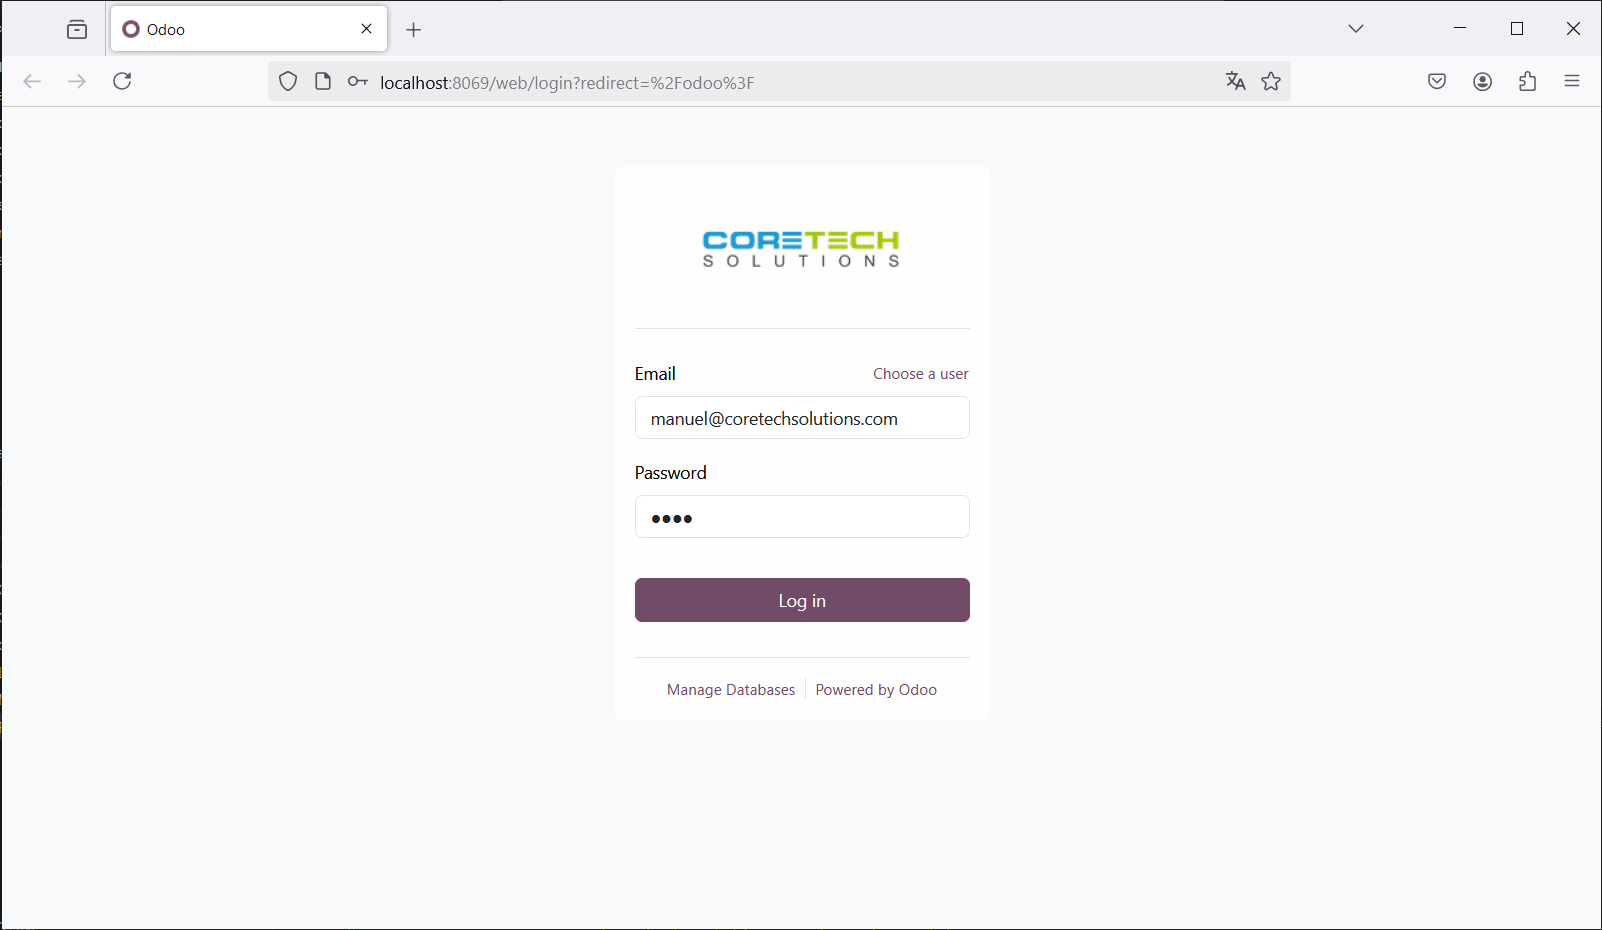 Odoo
localhost:8069/web/login?redirect=%2Fodoo%3F
CORETECH
SOLUTIONS
Email
Choose a user
manuel@coretechsolutions.com
Password
Log in
Manage Databases
Powered by Odoo